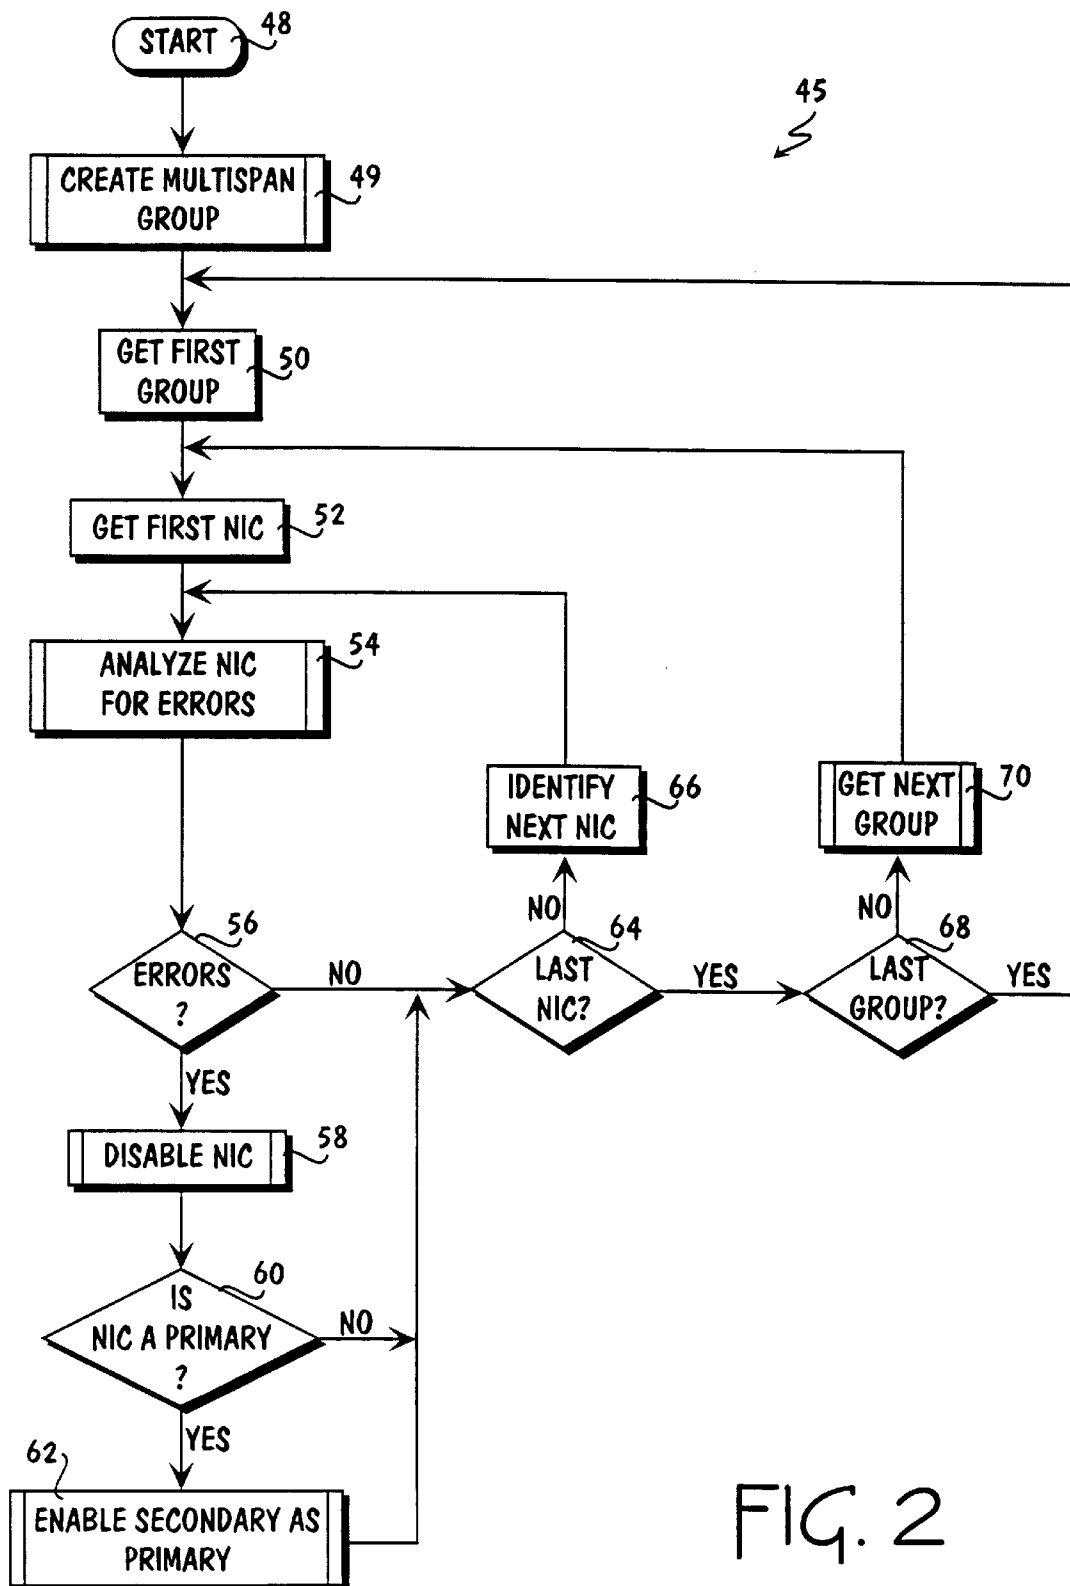 START
48
45
CREATE MULTISPAN
GROUP
49
GET FIRST
GROUP
50
GET FIRST NIC
52
ANALYZE NIC
FOR ERRORS
54
IDENTIFY
NEXT NIC
66
GET NEXT
GROUP
70
NO
NO
56
ERRORS
?
NO
64
LAST
NIC?
YES
68
LAST
GROUP?
YES
YES
DISABLE NIC
58
60
IS
NIC A PRIMARY
?
NO
YES
62
ENABLE SECONDARY AS
PRIMARY
FIG. 2